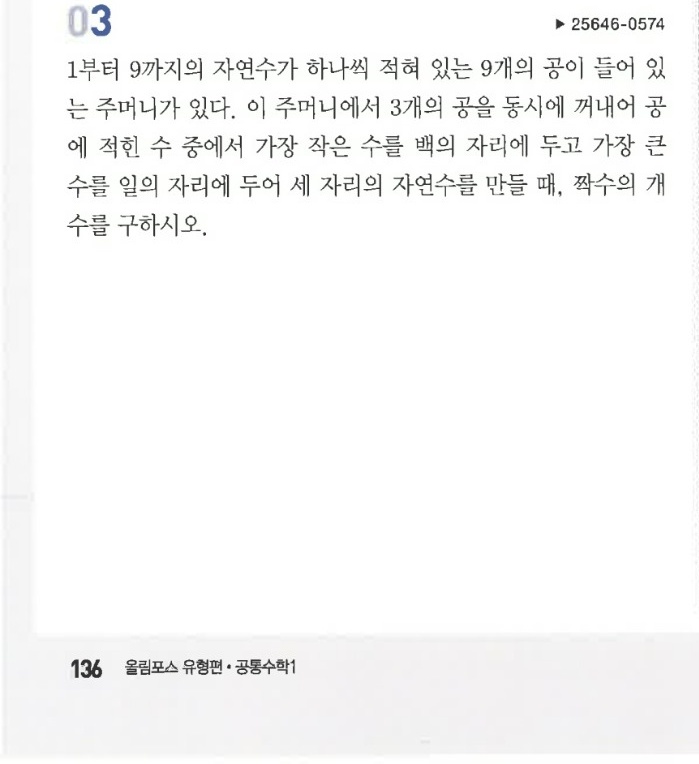 03
▶ 25646-0574
1부터 9까지의 자연수가 하나씩 적혀 있는 9개의 공이 들어 있
는 주머니가 있다. 이 주머니에서 3개의 공을 동시에 꺼내어 공
에 적힌 수 중에서 가장 작은 수를 백의 자리에 두고 가장 큰
수를 일의 자리에 두어 세 자리의 자연수를 만들 때, 짝수의 개
수를 구하시오.
136 올림포스 유형편 • 공통수학1